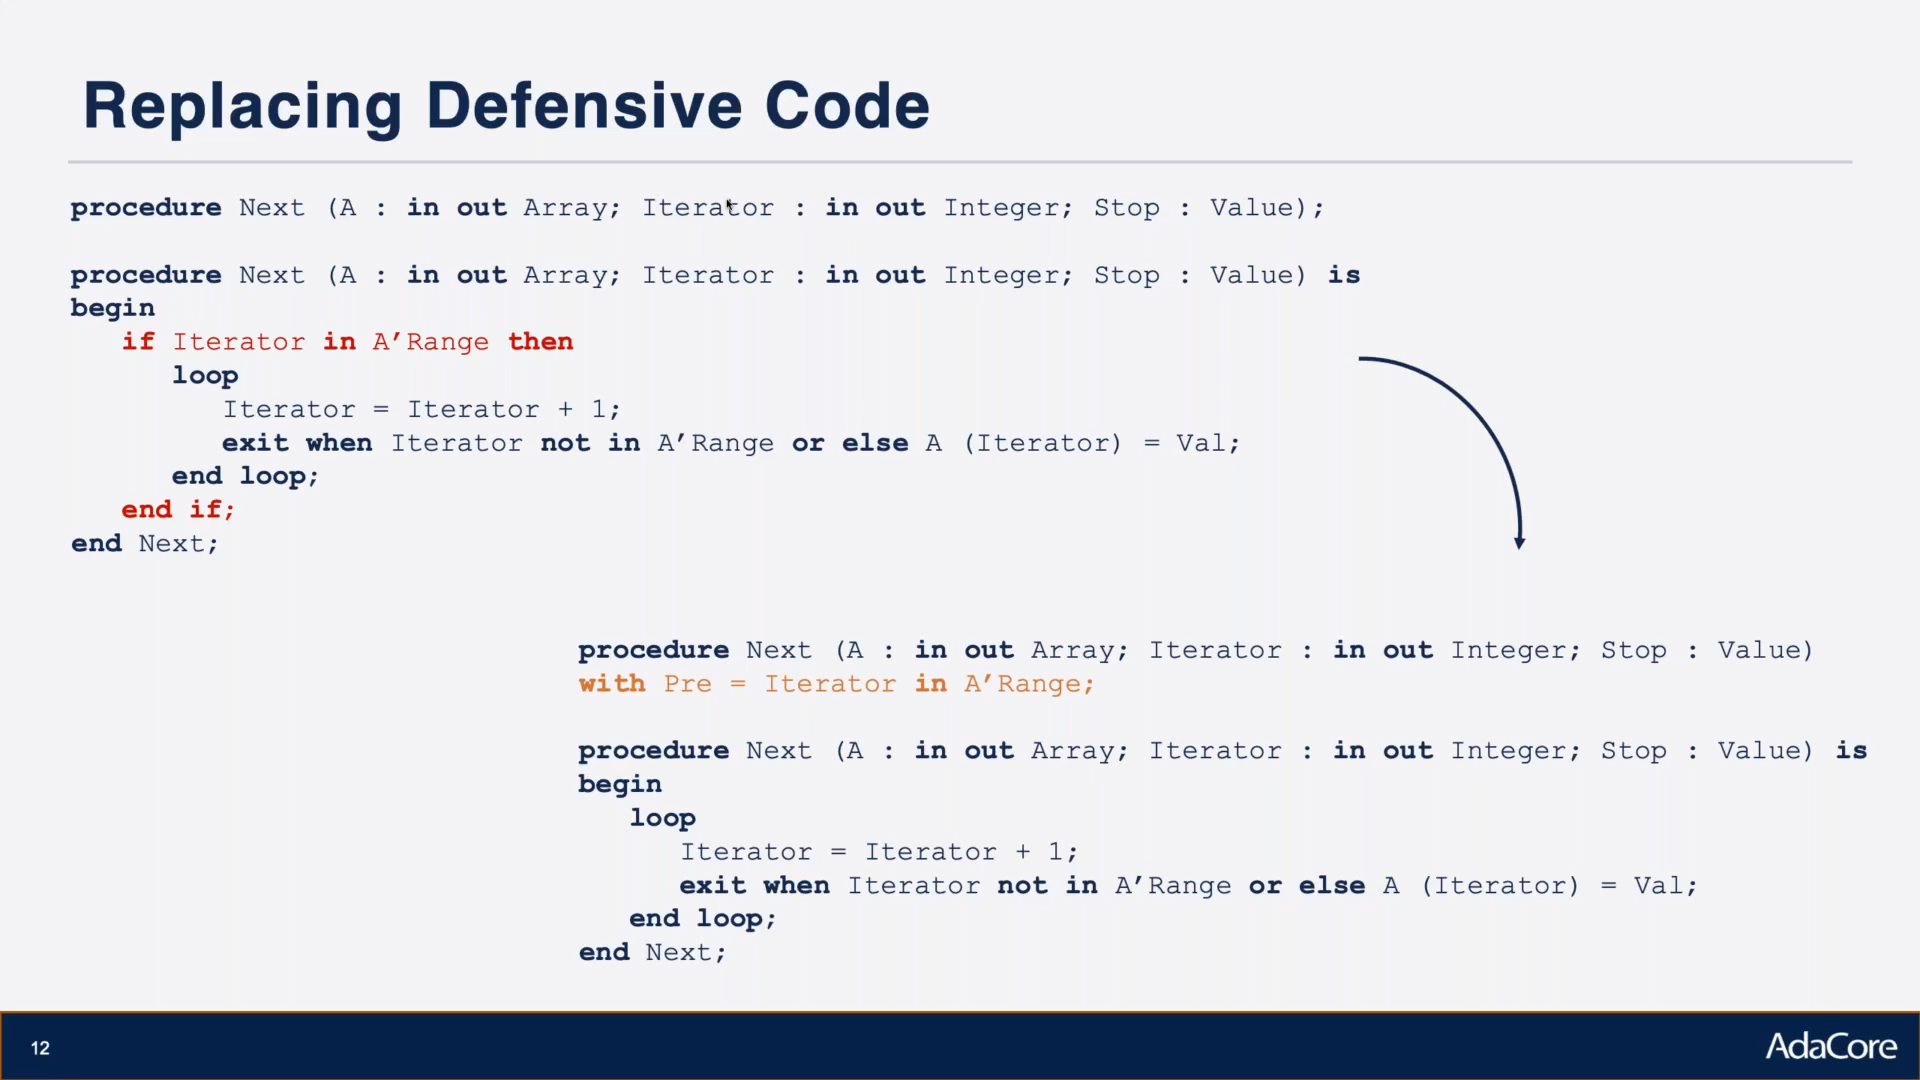 Replacing Defensive Code
procedure Next (A : in out Array; Iterator : in out Integer; Stop : Value);
procedure Next (A : in out Array; Iterator : in out Integer; Stop : Value) is
begin
if Iterator in A’Range then
loop
Iterator = Iterator + 1;
exit when Iterator not in A’Range or else A (Iterator) = Val;
end loop;
end if;
end Next;
procedure Next (A : in out Array; Iterator : in out Integer; Stop : Value)
with Pre = Iterator in A’Range;
procedure Next (A : in out Array; Iterator : in out Integer; Stop : Value) is
begin
loop
Iterator = Iterator + 1;
exit when Iterator not in A’Range or else A (Iterator) = Val;
end loop;
end Next;
12
AdaCore